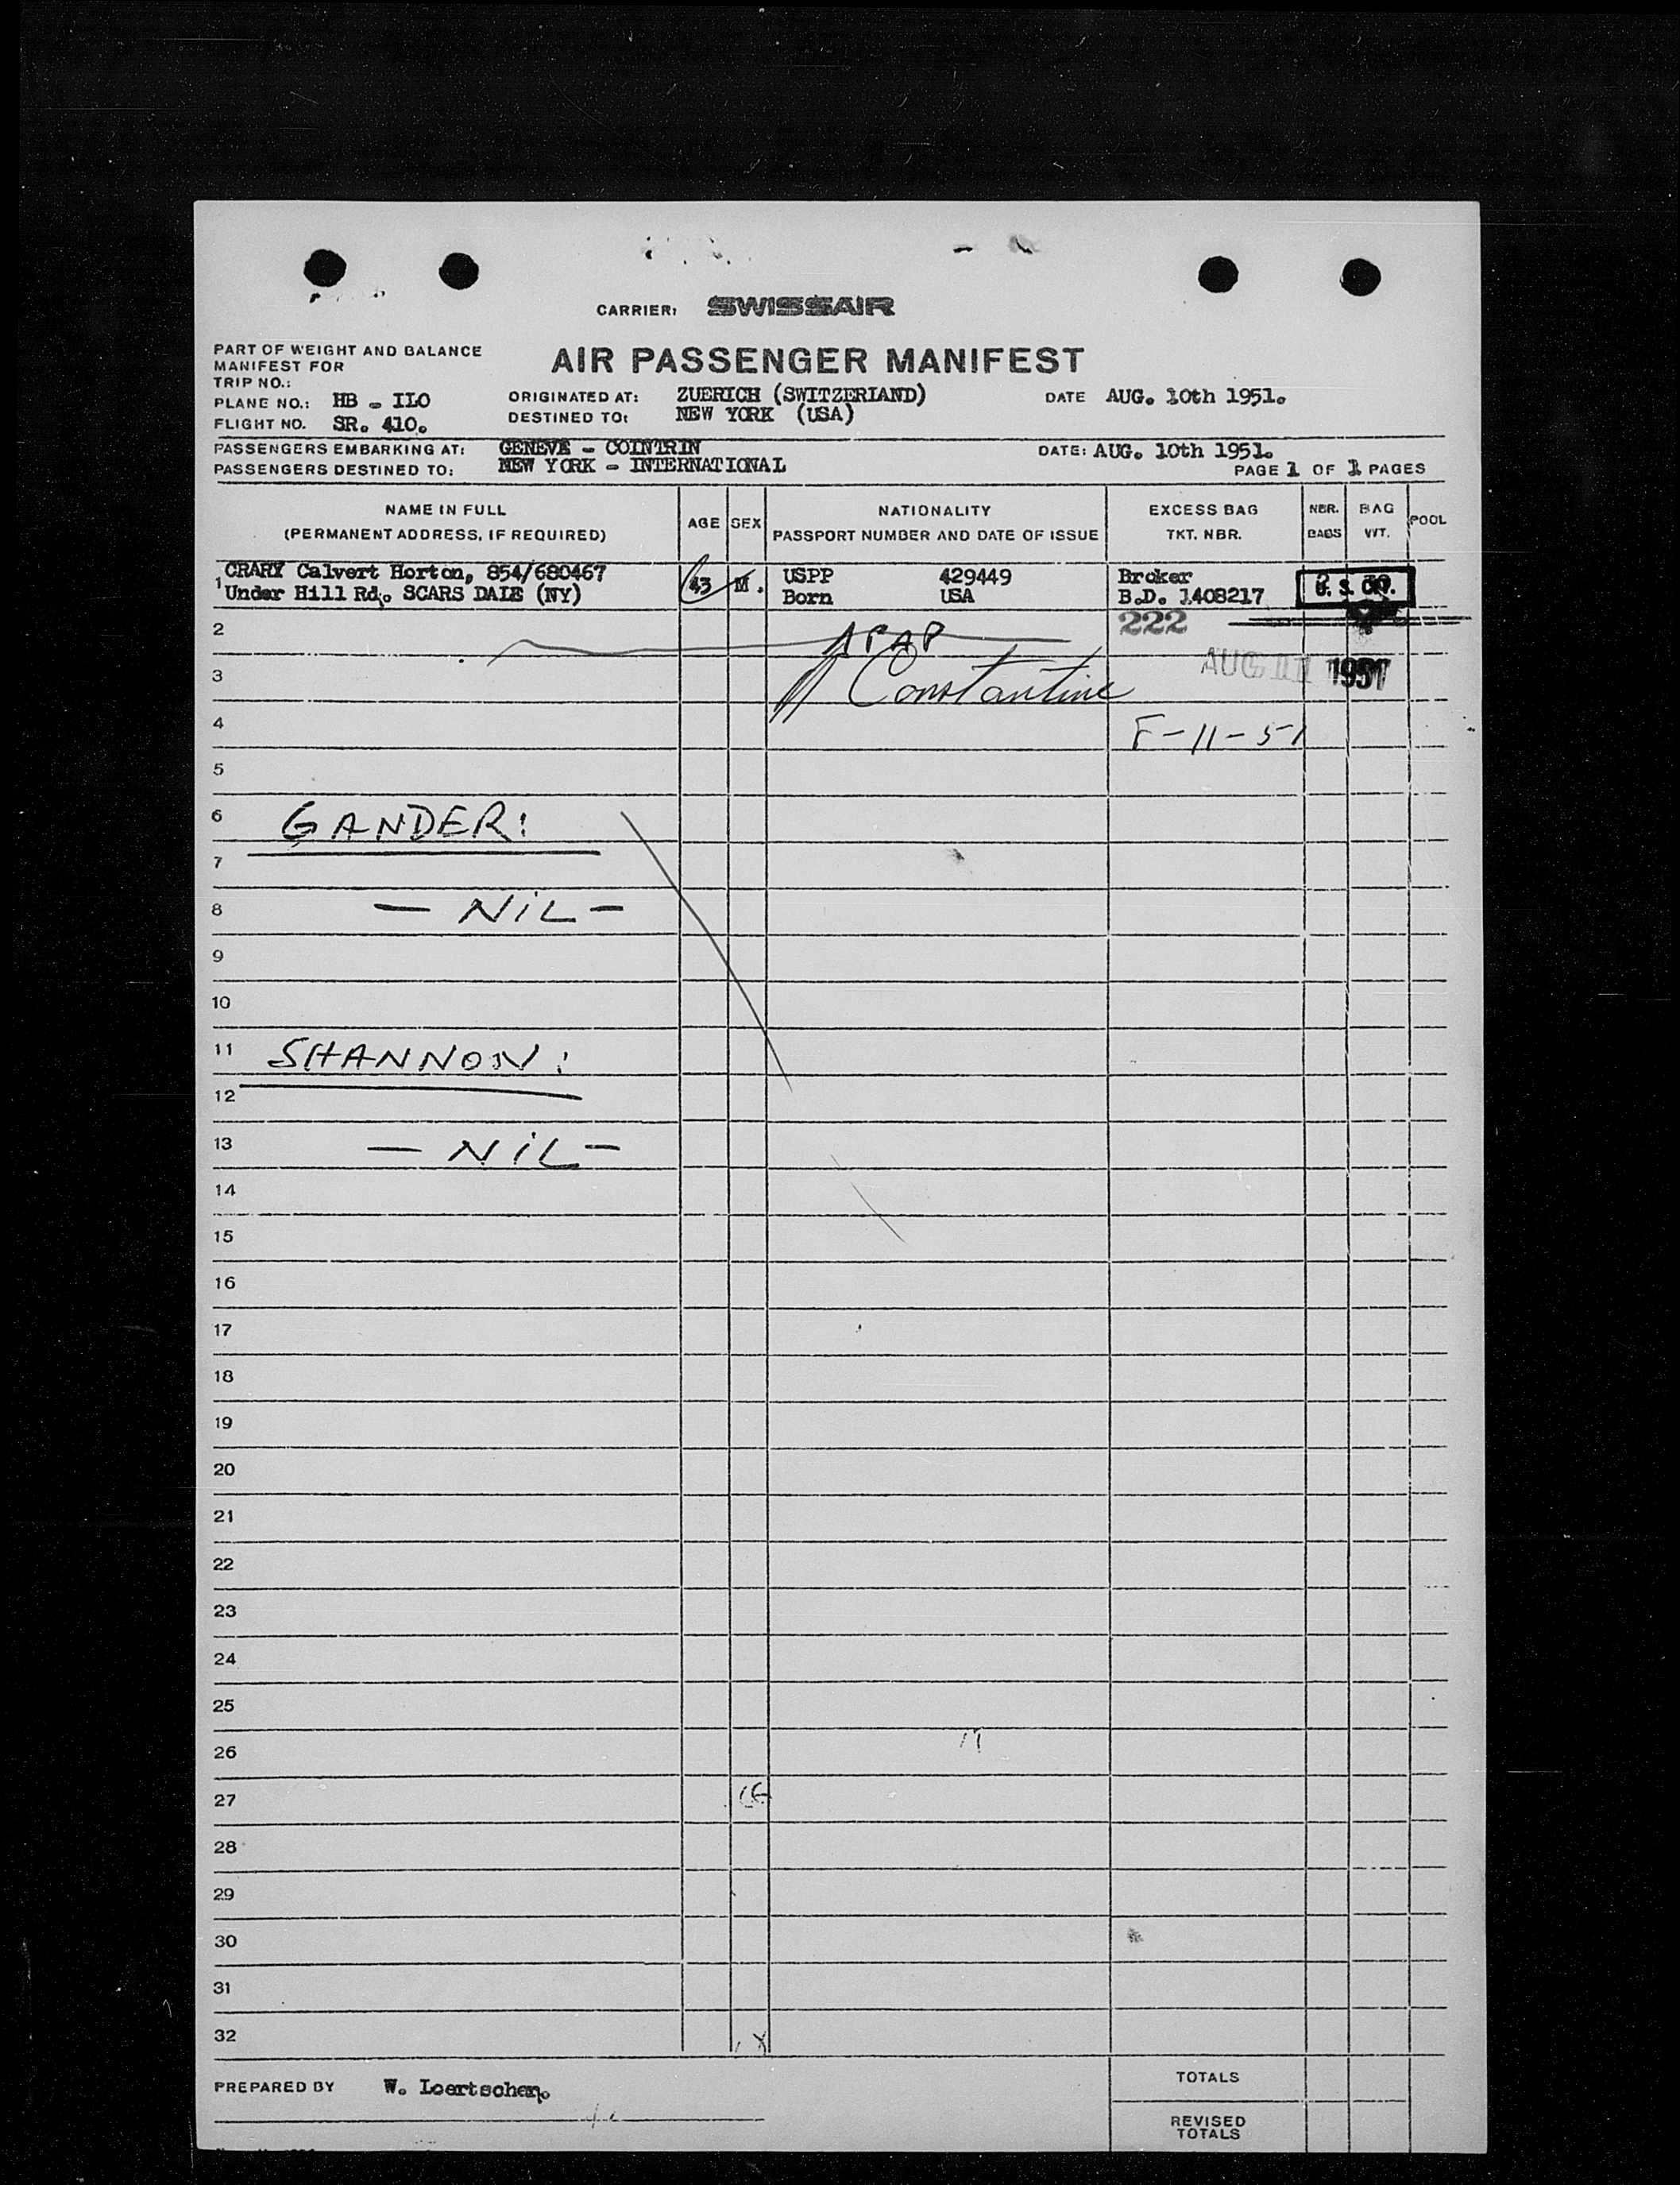 CARRIER: SWISSAIR
PART OF WEIGHT AND BALANCE
MANIFEST FOR
AIR PASSENGER MANIFEST
TRIP NO.:
PLANE NO.: HB - ILO ORIGINATED AT: ZUERICH (SWITZERLAND) DATE AUG. 10th 1951.
FLIGHT NO. SR. 410. DESTINED TO: NEW YORK (USA)
PASSENGERS EMBARKING AT: GENEVE - COINTRIN DATE: AUG. 10th 1951.
PASSENGERS DESTINED TO: NEW YORK - INTERNATIONAL PAGE 1 OF 1 PAGES
NAME IN FULL (PERMANENT ADDRESS, IF REQUIRED) AGE SEX NATIONALITY PASSPORT NUMBER AND DATE OF ISSUE EXCESS BAG TKT. NBR. NBR. BAGS BAG WT. POOL
1 CRARY Calvert Horton, 854/680467 43 M. USPP 429449 Broker
Under Hill Rd. SCARS DALE (NY) Born USA B.D. 1408217
2 222
3 Constantine AUG 11 1951
4 8-11-51
5
6 GANDER:
7
8 - NIL -
9
10
11 SHANNON:
12
13 - NIL -
14
15
16
17
18
19
20
21
22
23
24
25
26
27
28
29
30
31
32
PREPARED BY W. Loertscher. TOTALS
REVISED TOTALS